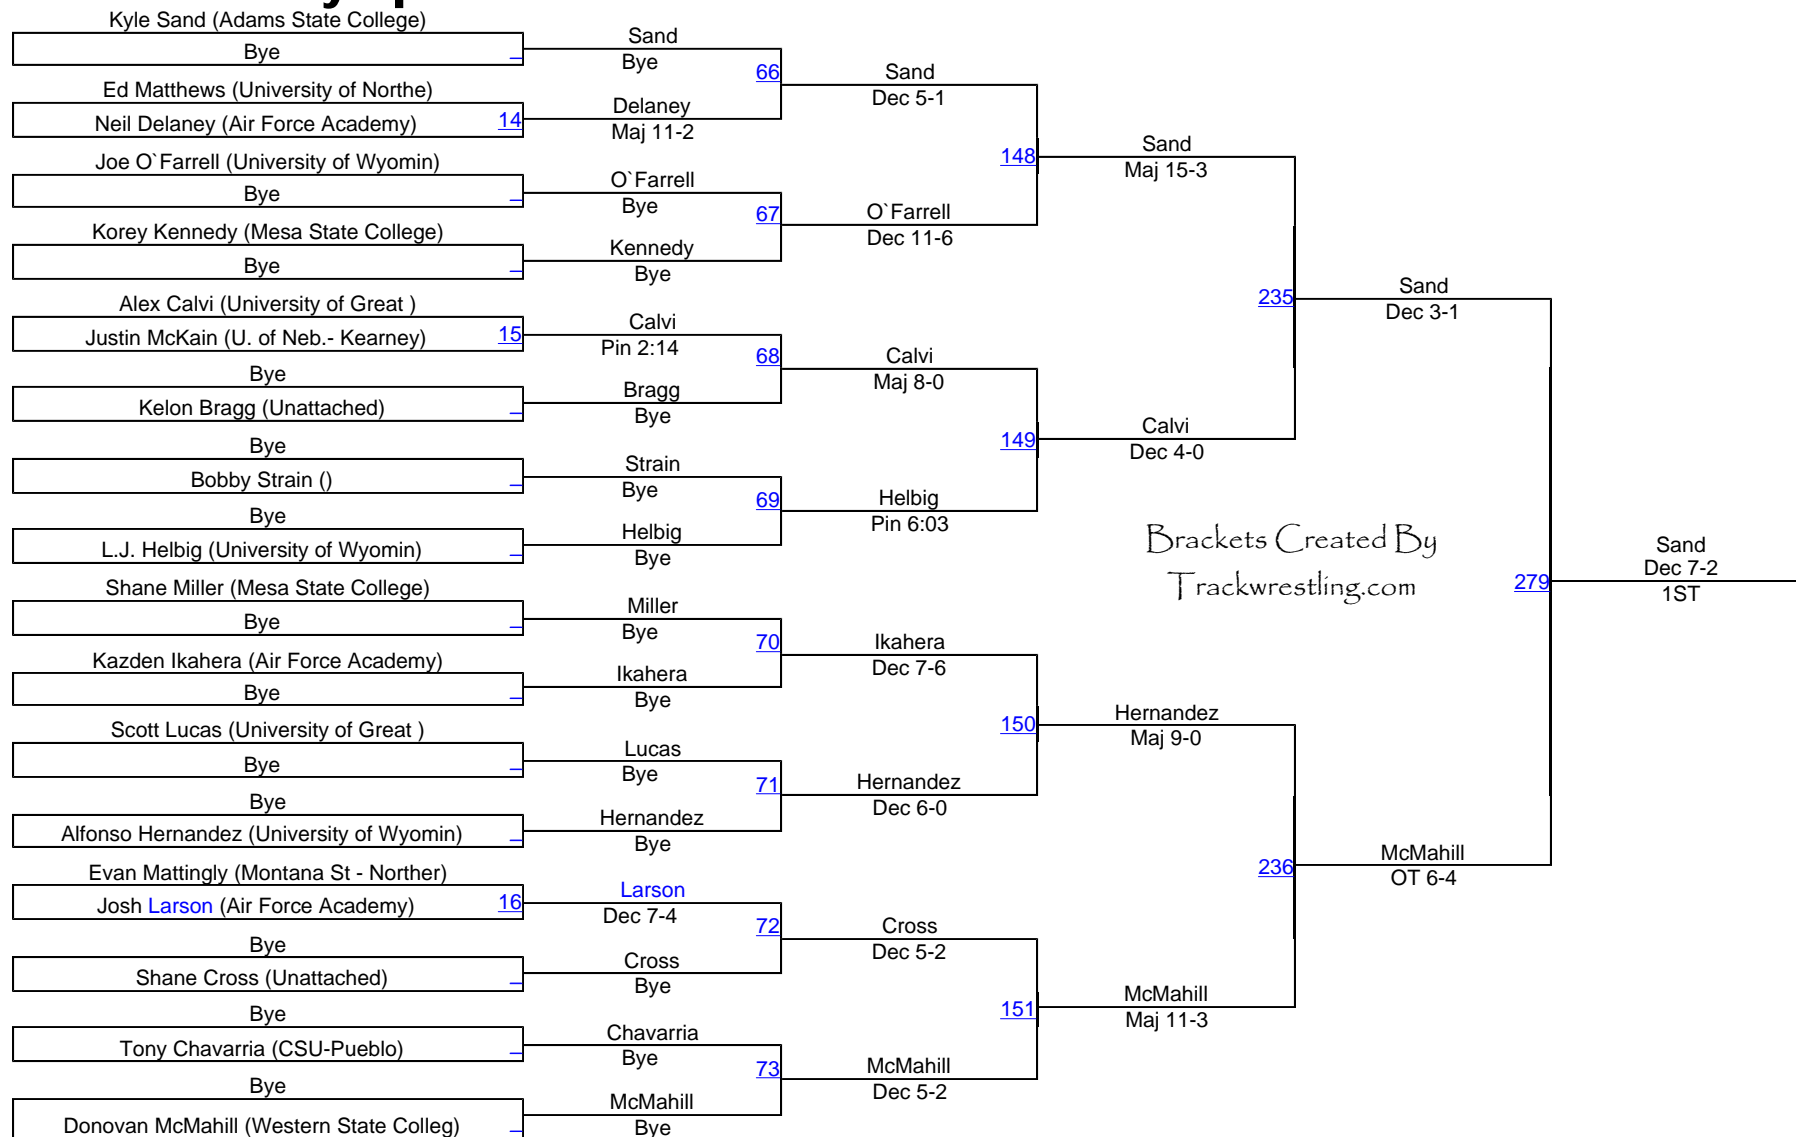 Kyle Sand (Adams State College)
Bye
Ed Matthews (University of Northe)
Neil Delaney (Air Force Academy) 14
Joe O`Farrell (University of Wyomin)
Bye
Korey Kennedy (Mesa State College)
Bye
Alex Calvi (University of Great )
Justin McKain (U. of Neb.- Kearney) 15
Bye
Kelon Bragg (Unattached)
Bye
Bobby Strain ()
Bye
L.J. Helbig (University of Wyomin)
Shane Miller (Mesa State College)
Bye
Kazden Ikahera (Air Force Academy)
Bye
Scott Lucas (University of Great )
Bye
Bye
Alfonso Hernandez (University of Wyomin)
Evan Mattingly (Montana St - Norther)
Josh Larson (Air Force Academy) 16
Bye
Shane Cross (Unattached)
Bye
Tony Chavarria (CSU-Pueblo)
Bye
Donovan McMahill (Western State Colleg)
Sand
Bye
66
Delaney
Maj 11-2
O`Farrell
Bye
67
Kennedy
Bye
Calvi
Pin 2:14
68
Bragg
Bye
Strain
Bye
69
Helbig
Bye
Miller
Bye
70
Ikahera
Bye
Lucas
Bye
71
Hernandez
Bye
Larson
Dec 7-4
72
Cross
Bye
Chavarria
Bye
73
McMahill
Bye
Sand
Dec 5-1
148
O`Farrell
Dec 11-6
Calvi
Maj 8-0
149
Helbig
Pin 6:03
Ikahera
Dec 7-6
150
Hernandez
Dec 6-0
Cross
Dec 5-2
151
McMahill
Dec 5-2
Sand
Maj 15-3
235
Calvi
Dec 4-0
Brackets Created By
Trackwrestling.com
Hernandez
Maj 9-0
236
McMahill
Maj 11-3
Sand
Dec 3-1
279
McMahill
OT 6-4
Sand
Dec 7-2
1ST